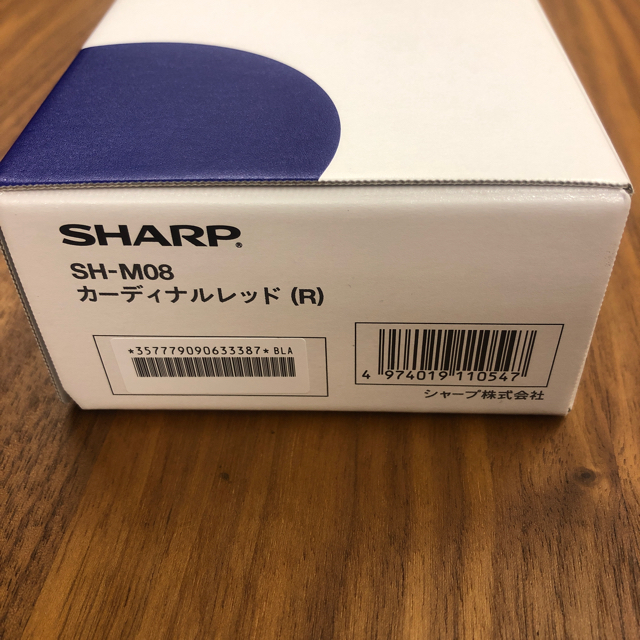 SHARP®
SH-M08
カーディナルレッド (R)
*357779090633387* BLA
4 974019 110547
シャープ株式会社